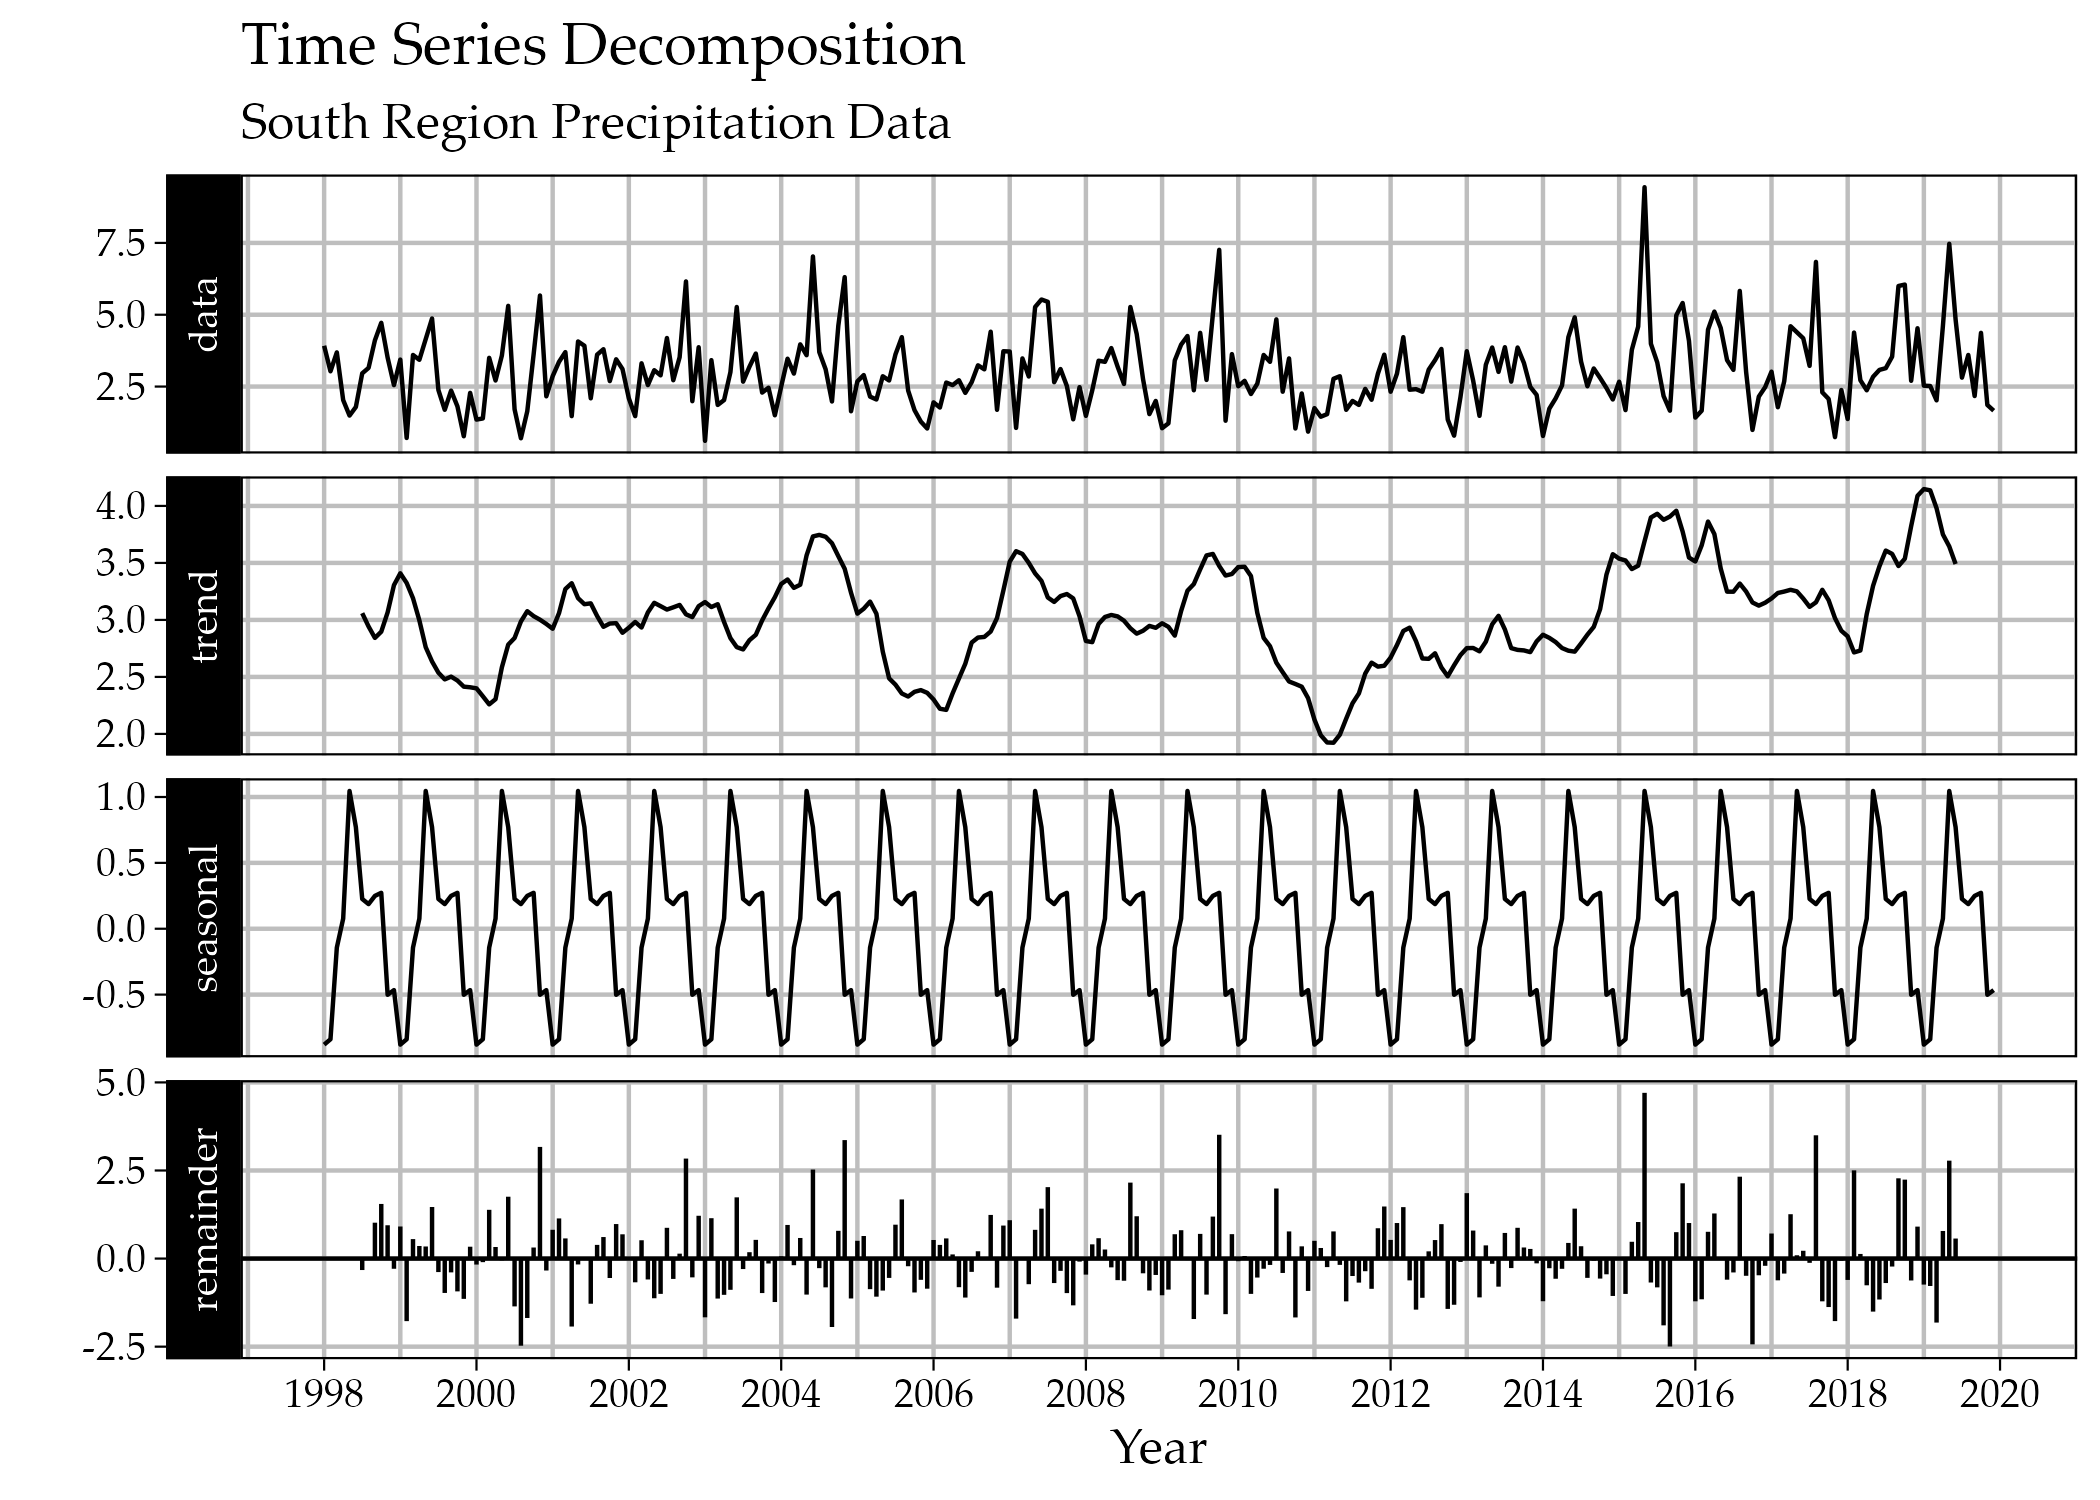 Time Series Decomposition
South Region Precipitation Data
data
7.5
5.0
2.5
trend
4.0
3.5
3.0
2.5
2.0
seasonal
1.0
0.5
0.0
-0.5
remainder
5.0
2.5
0.0
-2.5
1998 2000 2002 2004 2006 2008 2010 2012 2014 2016 2018 2020
Year